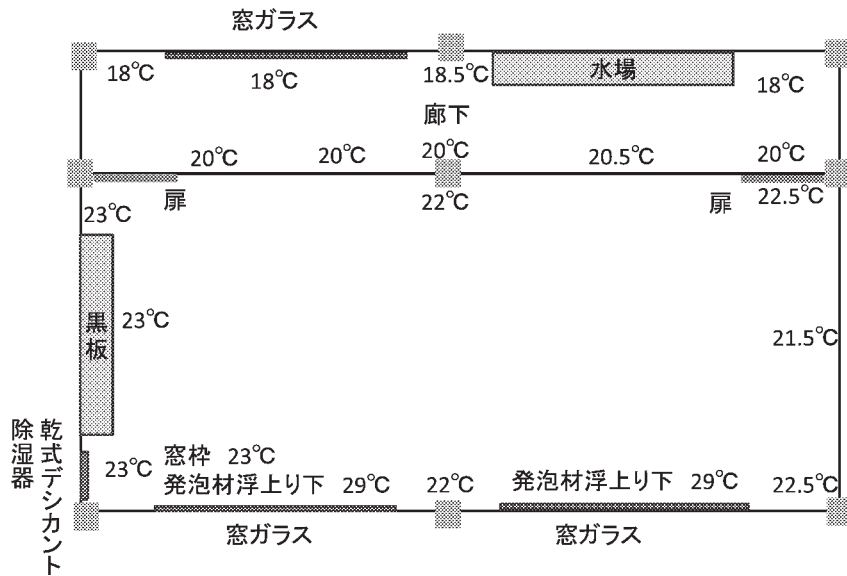 窓ガラス
18℃
18℃
18.5℃
水場
18℃
廊下
20℃
20℃
20℃
20.5℃
20℃
扉
22℃
扉
22.5℃
23℃
黒板
23℃
21.5℃
乾式デシカント
除湿器
23℃
窓枠 23℃
発泡材浮上り下 29℃
22℃
発泡材浮上り下 29℃
22.5℃
窓ガラス
窓ガラス